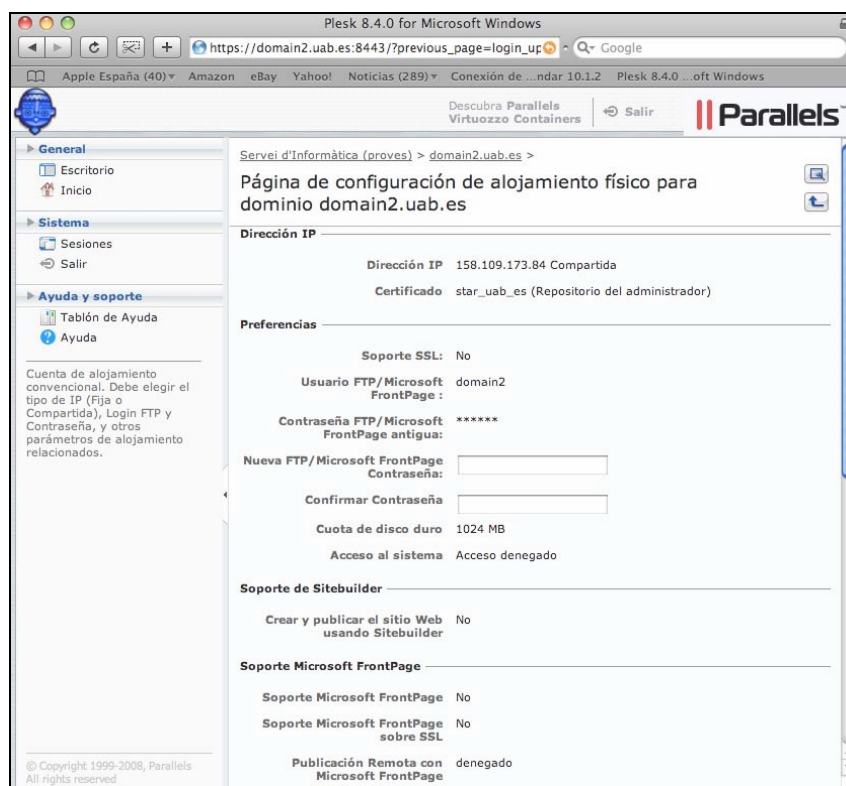 Plesk 8.4.0 for Microsoft Windows
https://domain2.uab.es:8443/?previous_page=login_up
Google
Apple España (40) Amazon eBay Yahoo! Noticias (289) Conexión de ...ndar 10.1.2 Plesk 8.4.0 ...oft Windows
Descubra Parallels
Virtuozzo Containers
Salir
Parallels
General
Escritorio
Inicio
Sistema
Sesiones
Salir
Ayuda y soporte
Tablón de Ayuda
Ayuda
Cuenta de alojamiento
convencional. Debe elegir el
tipo de IP (Fija o
Compartida), Login FTP y
Contraseña, y otros
parámetros de alojamiento
relacionados.
© Copyright 1999-2008, Parallels
All rights reserved
Servei d'Informàtica (proves) > domain2.uab.es >
Página de configuración de alojamiento físico para
dominio domain2.uab.es
Dirección IP
Dirección IP 158.109.173.84 Compartida
Certificado star_uab_es (Repositorio del administrador)
Preferencias
Soporte SSL: No
Usuario FTP/Microsoft domain2
FrontPage :
Contraseña FTP/Microsoft ******
FrontPage antigua:
Nueva FTP/Microsoft FrontPage
Contraseña:
Confirmar Contraseña
Cuota de disco duro 1024 MB
Acceso al sistema Acceso denegado
Soporte de Sitebuilder
Crear y publicar el sitio Web No
usando Sitebuilder
Soporte Microsoft FrontPage
Soporte Microsoft FrontPage No
Soporte Microsoft FrontPage No
sobre SSL
Publicación Remota con denegado
Microsoft FrontPage